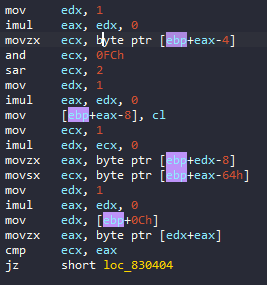 mov edx, 1
imul eax, edx, 0
movzx ecx, byte ptr [ebp+eax-4]
and ecx, 0FCh
sar ecx, 2
mov edx, 1
imul eax, edx, 0
mov [ebp+eax-8], cl
mov ecx, 1
imul edx, ecx, 0
movzx eax, byte ptr [ebp+edx-8]
movsx ecx, byte ptr [ebp+eax-64h]
mov edx, 1
imul eax, edx, 0
mov edx, [ebp+0Ch]
movzx eax, byte ptr [edx+eax]
cmp ecx, eax
jz short loc_830404